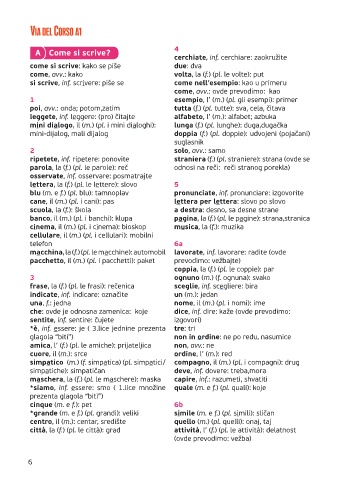 VIA DEL CORSO A1
A Come si scrive?
come si scrive: kako se piše
come, avv.: kako
si scrive, inf. scrivere: piše se
1
poi, avv.: onda; potom,zatim
leggete, inf. leggere: (pro) čitajte
mini dialogo, il (m.) (pl. i mini dialoghi):
mini-dijalog, mali dijalog
2
ripetete, inf. ripetere: ponovite
parola, la (f.) (pl. le parole): reč
osservate, inf. osservare: posmatrajte
lettera, la (f.) (pl. le lettere): slovo
blu (m. e f.) (pl. blu): tamnoplav
cane, il (m.) (pl. i cani): pas
scuola, la (f.): škola
banco, il (m.) (pl. i banchi): klupa
cinema, il (m.) (pl. i cinema): bioskop
cellulare, il (m.) (pl. i cellulari): mobilni
telefon
macchina, la (f.) (pl. le macchine): automobil
pacchetto, il (m.) (pl. i pacchetti): paket
3
frase, la (f.) (pl. le frasi): rečenica
indicate, inf. indicare: označite
una, f.: jedna
che: ovde je odnosna zamenica: koje
sentite, inf. sentire: čujete
*è, inf. essere: je ( 3.lice jednine prezenta
glagola "biti")
amica, l' (f.) (pl. le amiche): prijateljica
cuore, il (m.): srce
simpatico (m.) (f. simpatica) (pl. simpatici/
simpatiche): simpatičan
maschera, la (f.) (pl. le maschere): maska
*siamo, inf. essere: smo ( 1.lice množine
prezenta glagola "biti")
cinque (m. e f.): pet
*grande (m. e f.) (pl. grandi): veliki
centro, il (m.): centar, središte
città, la (f.) (pl. le città): grad
4
cerchiate, inf. cerchiare: zaokružite
due: dva
volta, la (f.) (pl. le volte): put
come nell'esempio: kao u primeru
come, avv.: ovde prevodimo: kao
esempio, l' (m.) (pl. gli esempi): primer
tutta (f.) (pl. tutte): sva, cela, čitava
alfabeto, l' (m.): alfabet; azbuka
lunga (f.) (pl. lunghe): duga,dugačka
doppia (f.) (pl. doppie): udvojeni (pojačani)
suglasnik
solo, avv.: samo
straniera (f.) (pl. straniere): strana (ovde se
odnosi na reči: reči stranog porekla)
5
pronunciate, inf. pronunciare: izgovorite
lettera per lettera: slovo po slovo
a destra: desno, sa desne strane
pagina, la (f.) (pl. le pagine): strana,stranica
musica, la (f.): muzika
6a
lavorate, inf. lavorare: radite (ovde
prevodimo: vežbajte)
coppia, la (f.) (pl. le coppie): par
ognuno (m.) (f. ognuna): svako
sceglie, inf. scegliere: bira
un (m.): jedan
nome, il (m.) (pl. i nomi): ime
dice, inf. dire: kaže (ovde prevodimo:
izgovori)
tre: tri
non in ordine: ne po redu, nasumice
non, avv.: ne
ordine, l' (m.): red
compagno, il (m.) (pl. i compagni): drug
deve, inf. dovere: treba,mora
capire, inf.: razumeti, shvatiti
quale (m. e f.) (pl. quali): koje
6b
simile (m. e f.) (pl. simili): sličan
quello (m.) (pl. quelli): onaj, taj
attività, l' (f.) (pl. le attività): delatnost
(ovde prevodimo: vežba)
6